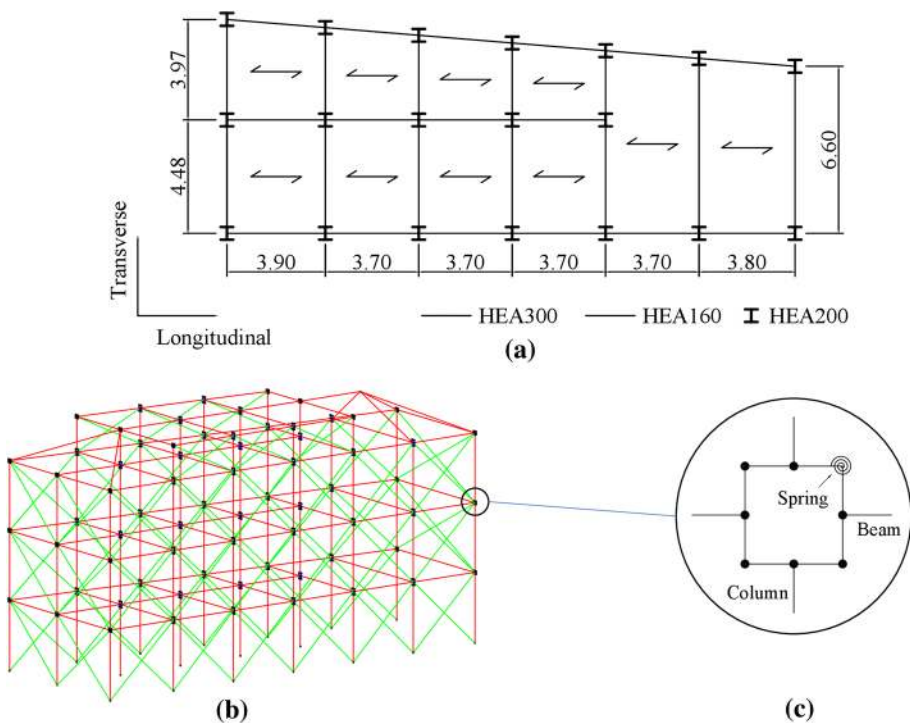 3.97
4.48
6.60
3.90 3.70 3.70 3.70 3.70 3.80
Transverse
Longitudinal
HEA300 HEA160 HEA200
(a)
Spring
Beam
Column
(b)
(c)